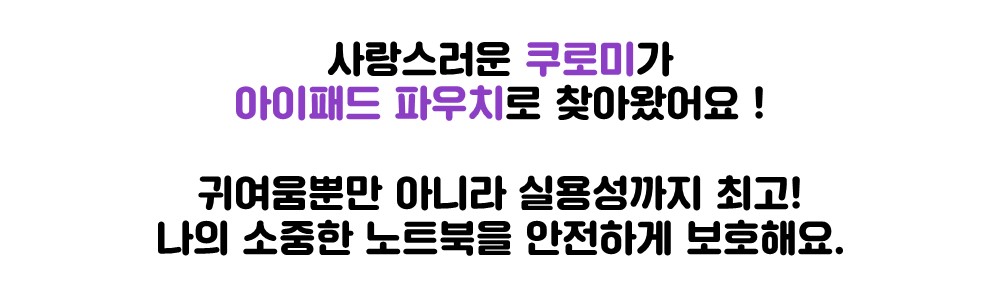 사랑스러운 쿠로미가
아이패드 파우치로 찾아왔어요 !
귀여움뿐만 아니라 실용성까지 최고!
나의 소중한 노트북을 안전하게 보호해요.